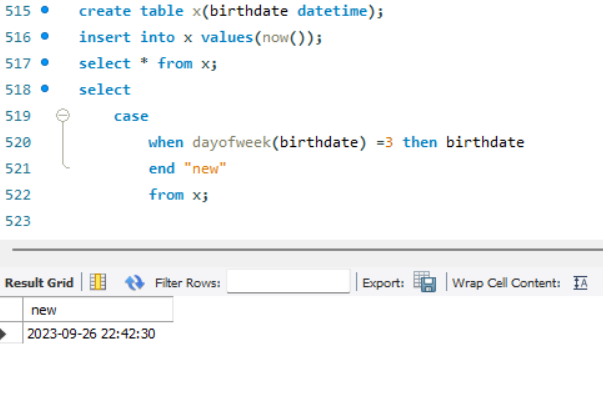 515 create table x(birthdate datetime);
516 insert into x values(now());
517 select * from x;
518 select
519 case
520 when dayofweek(birthdate) =3 then birthdate
521 end "new"
522 from x;
523
Result Grid Filter Rows: Export: Wrap Cell Content: IA
new
2023-09-26 22:42:30